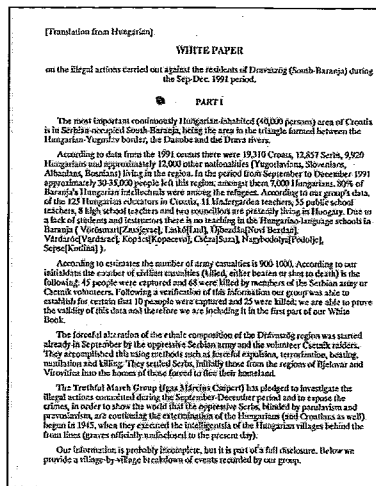 [Translation from Hungarian]
WHITE PAPER
on the illegal actions carried out against the residents of Dravaszög (South-Baranja) during
the Sep-Dec. 1991 period.
PART I
The most important continuously Hungarian-inhabited (40,000 persons) area of Croatia
is in Serbian-occupied South-Baranja, being the area in the triangle formed between the
Hungarian-Yugoslav border, the Danube and the Drava rivers.
According to data from the 1991 census there were 19,310 Croats, 12,857 Serbs, 9,920
Hungarians and approximately 12,000 other nationalities (Yugoslavians, Slovenians,
Albanians, Bosnians) living in the region. In the period from September to December 1991
approximately 30-35,000 people left this region, amongst them 7,000 Hungarians. 80% of
Baranja's Hungarian intellectuals were among the refugees. According to our group's data,
of the 125 Hungarian educators in Croatia, 11 kindergarden teachers, 55 public school
teachers, 8 high school teachers and two councillors are presently living in Hungary. Due to
a lack of students and instructors there is no teaching in the Hungarian-language schools in
Baranja ( Vörösmart[Zmajevac], Laskó[Lug], Újbezdán[Novi Bezdan],
Várdaróc[Vardarac], Kopács[Kopacevo], Csúza[Suza], Nagybodolya[Podolje],
Sepse[Kotlina] ).
According to estimates the number of army casualties is 900-1000. According to our
initial data the number of civilian casualties (killed, either beaten or shot to death) is the
following: 45 people were captured and 68 were killed by members of the Serbian army or
Csetnik volunteers. Following a verification of this information our group was able to
establish for certain that 10 people were captured and 25 were killed; we are able to prove
the validity of this data and therefore we are including it in the first part of our White
Book.
The forceful alteration of the ethnic composition of the Drávaszög region was started
already in September by the oppressive Serbian army and the volunteer Csetnik raiders.
They accomplished this using methods such as forceful expulsion, terrorization, beating,
mutilation and killing. They settled Serbs, initially those from the regions of Bjelovar and
Virovitica into the homes of those forced to flee their homeland.
The Truthful March Group (Igaz Március Csoport) has pledged to investigate the
illegal actions committed during the September-December period and to expose the
crimes, in order to show the world that the oppressive Serbs, blinded by panslavism and
pravoslavism, are continuing the extermination of the Hungarians (and Croatians as well)
begun in 1945, when they executed the intelligentsia of the Hungarian villages behind the
front lines (graves officially undisclosed to the present day).
Our information is probably incomplete, but it is part of a full disclosure. Below we
provide a village-by-village breakdown of events recorded by our group.